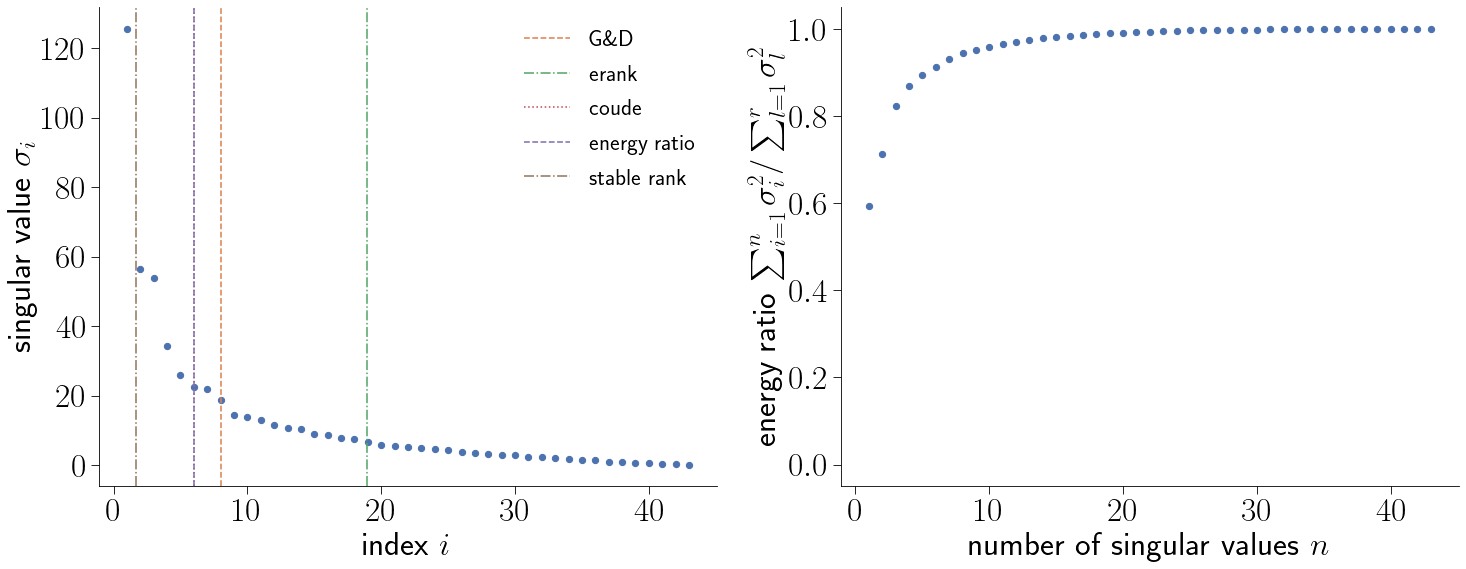 singular value σ_i
120
100
80
60
40
20
0
0 10 20 30 40
index i
G&D
erank
coude
energy ratio
stable rank
energy ratio ∑_{i=1}^{n} σ_i^2 / ∑_{l=1}^{r} σ_l^2
1.0
0.8
0.6
0.4
0.2
0.0
0 10 20 30 40
number of singular values n